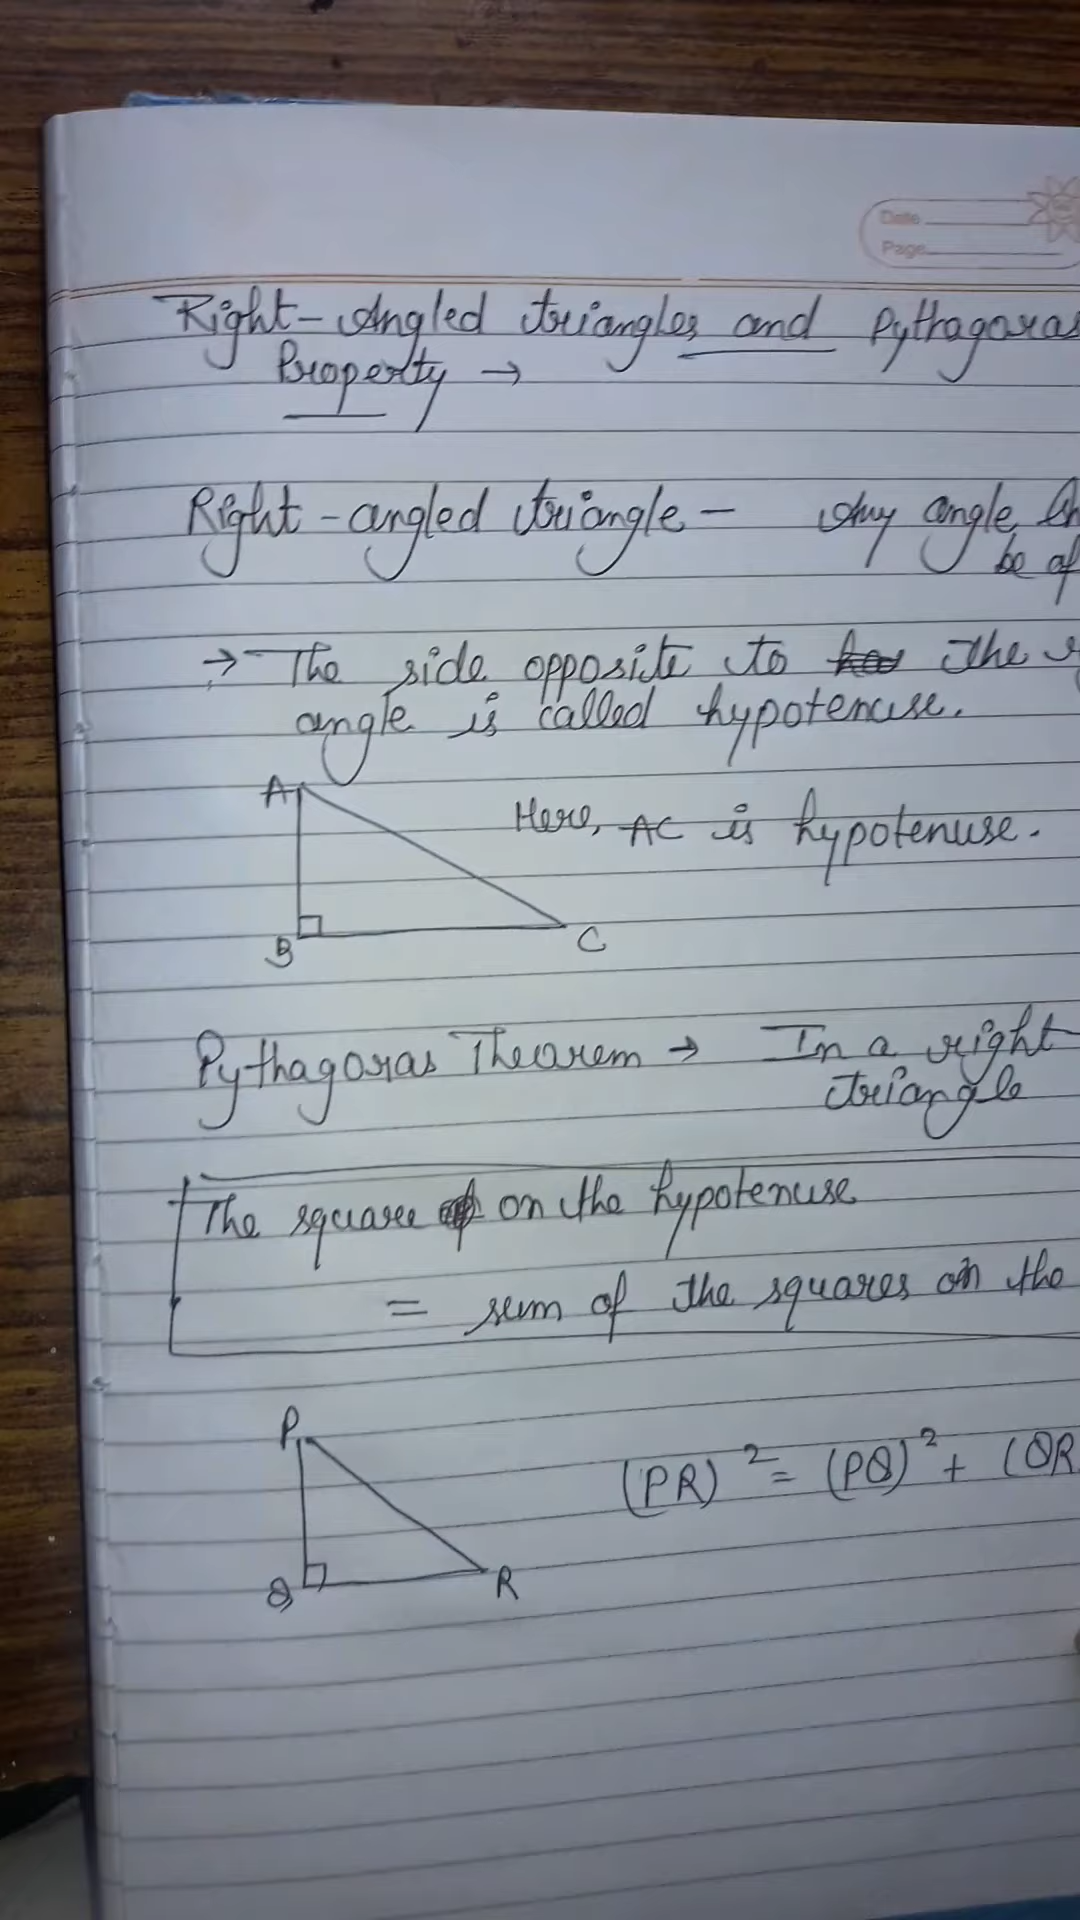 Date
Page
Right-Angled triangles and Pythagoras
Property →
Right-angled triangle - Any angle
be of
→ The side opposite to the
angle is called hypotenuse.
A
Here, AC is hypotenuse.
B
C
Pythagoras Thearem → In a right
triangle
The square on the hypotenuse
= sum of the squares on the
P
(PR)² = (PQ)² + (QR
Q
R